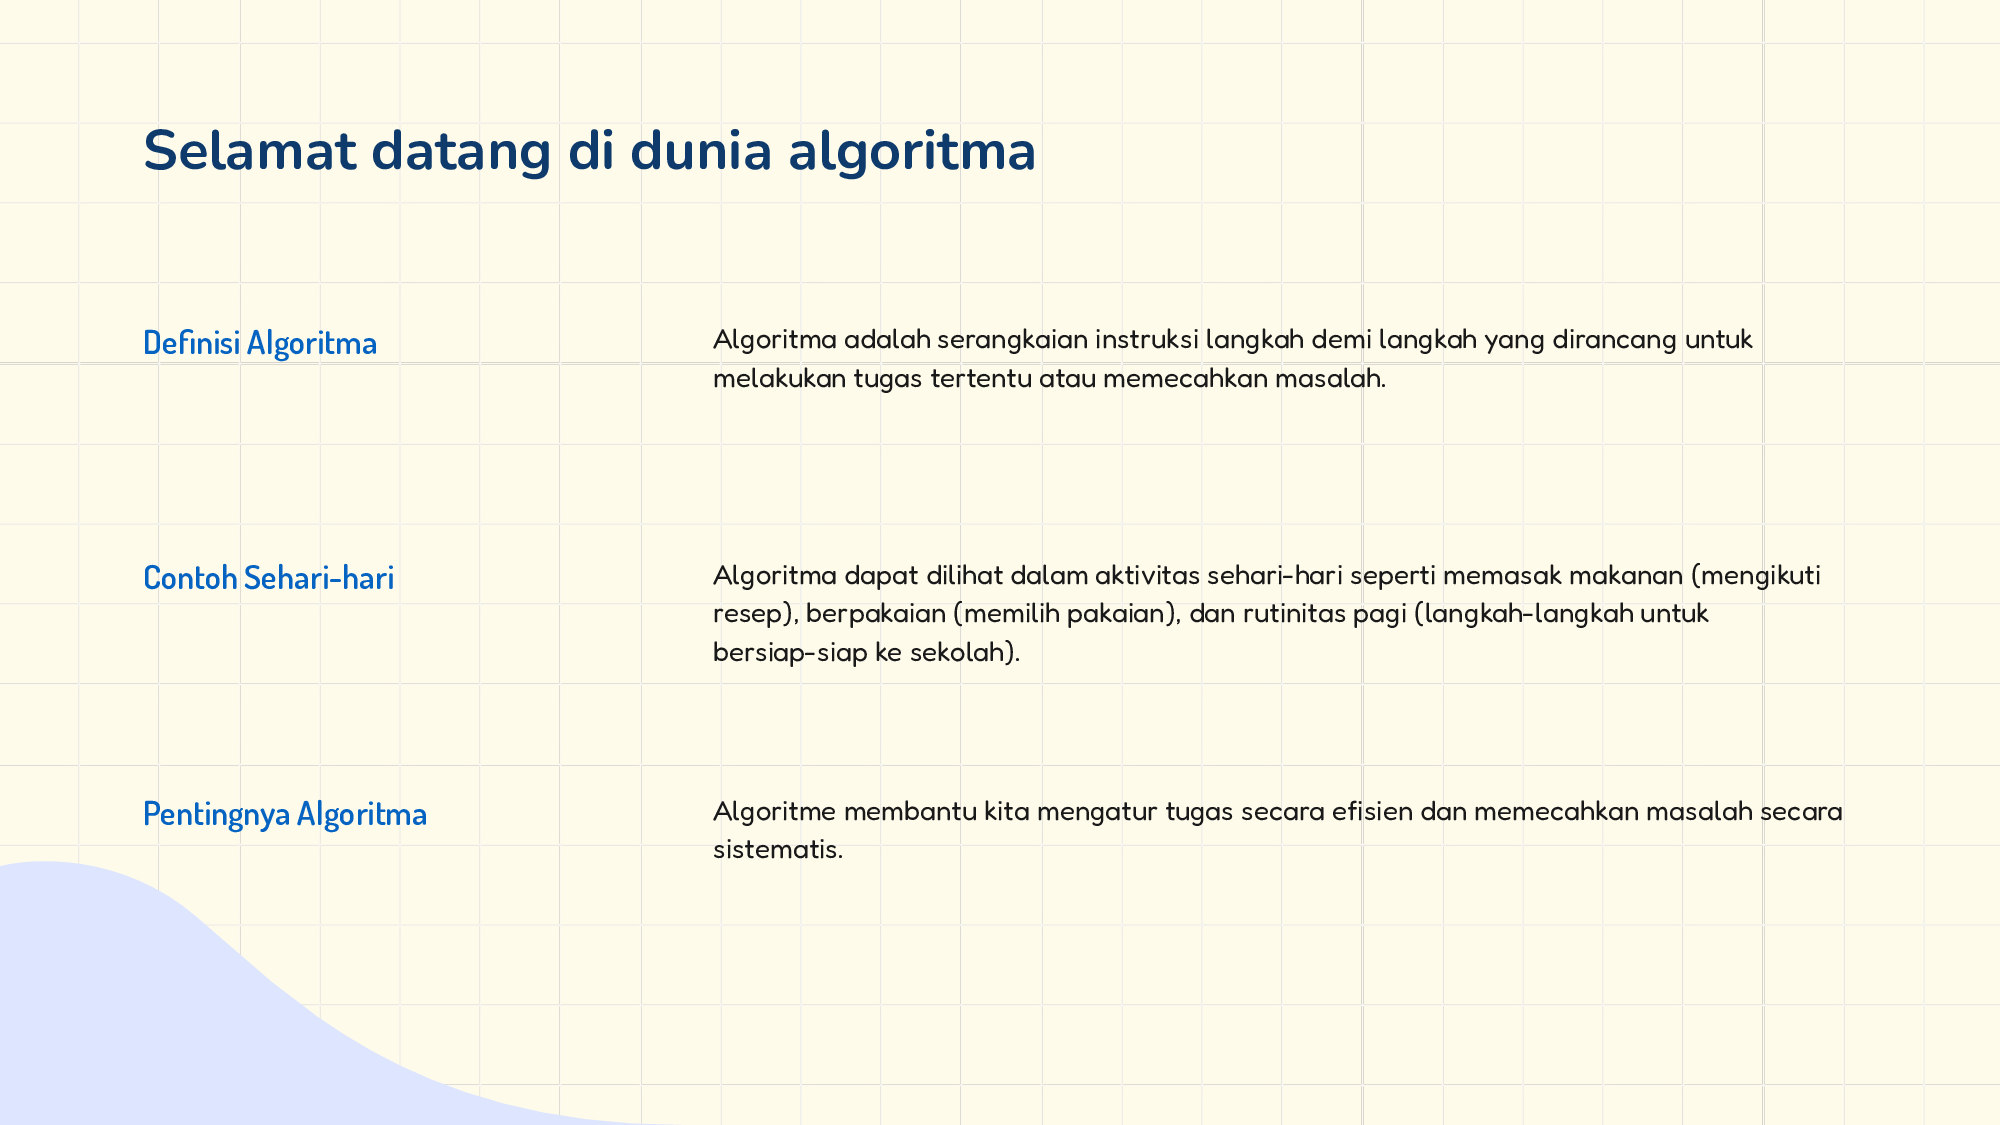 Selamat datang di dunia algoritma
Definisi Algoritma
Algoritma adalah serangkaian instruksi langkah demi langkah yang dirancang untuk
melakukan tugas tertentu atau memecahkan masalah.
Contoh Sehari-hari
Algoritma dapat dilihat dalam aktivitas sehari-hari seperti memasak makanan (mengikuti
resep), berpakaian (memilih pakaian), dan rutinitas pagi (langkah-langkah untuk
bersiap-siap ke sekolah).
Pentingnya Algoritma
Algoritme membantu kita mengatur tugas secara efisien dan memecahkan masalah secara
sistematis.